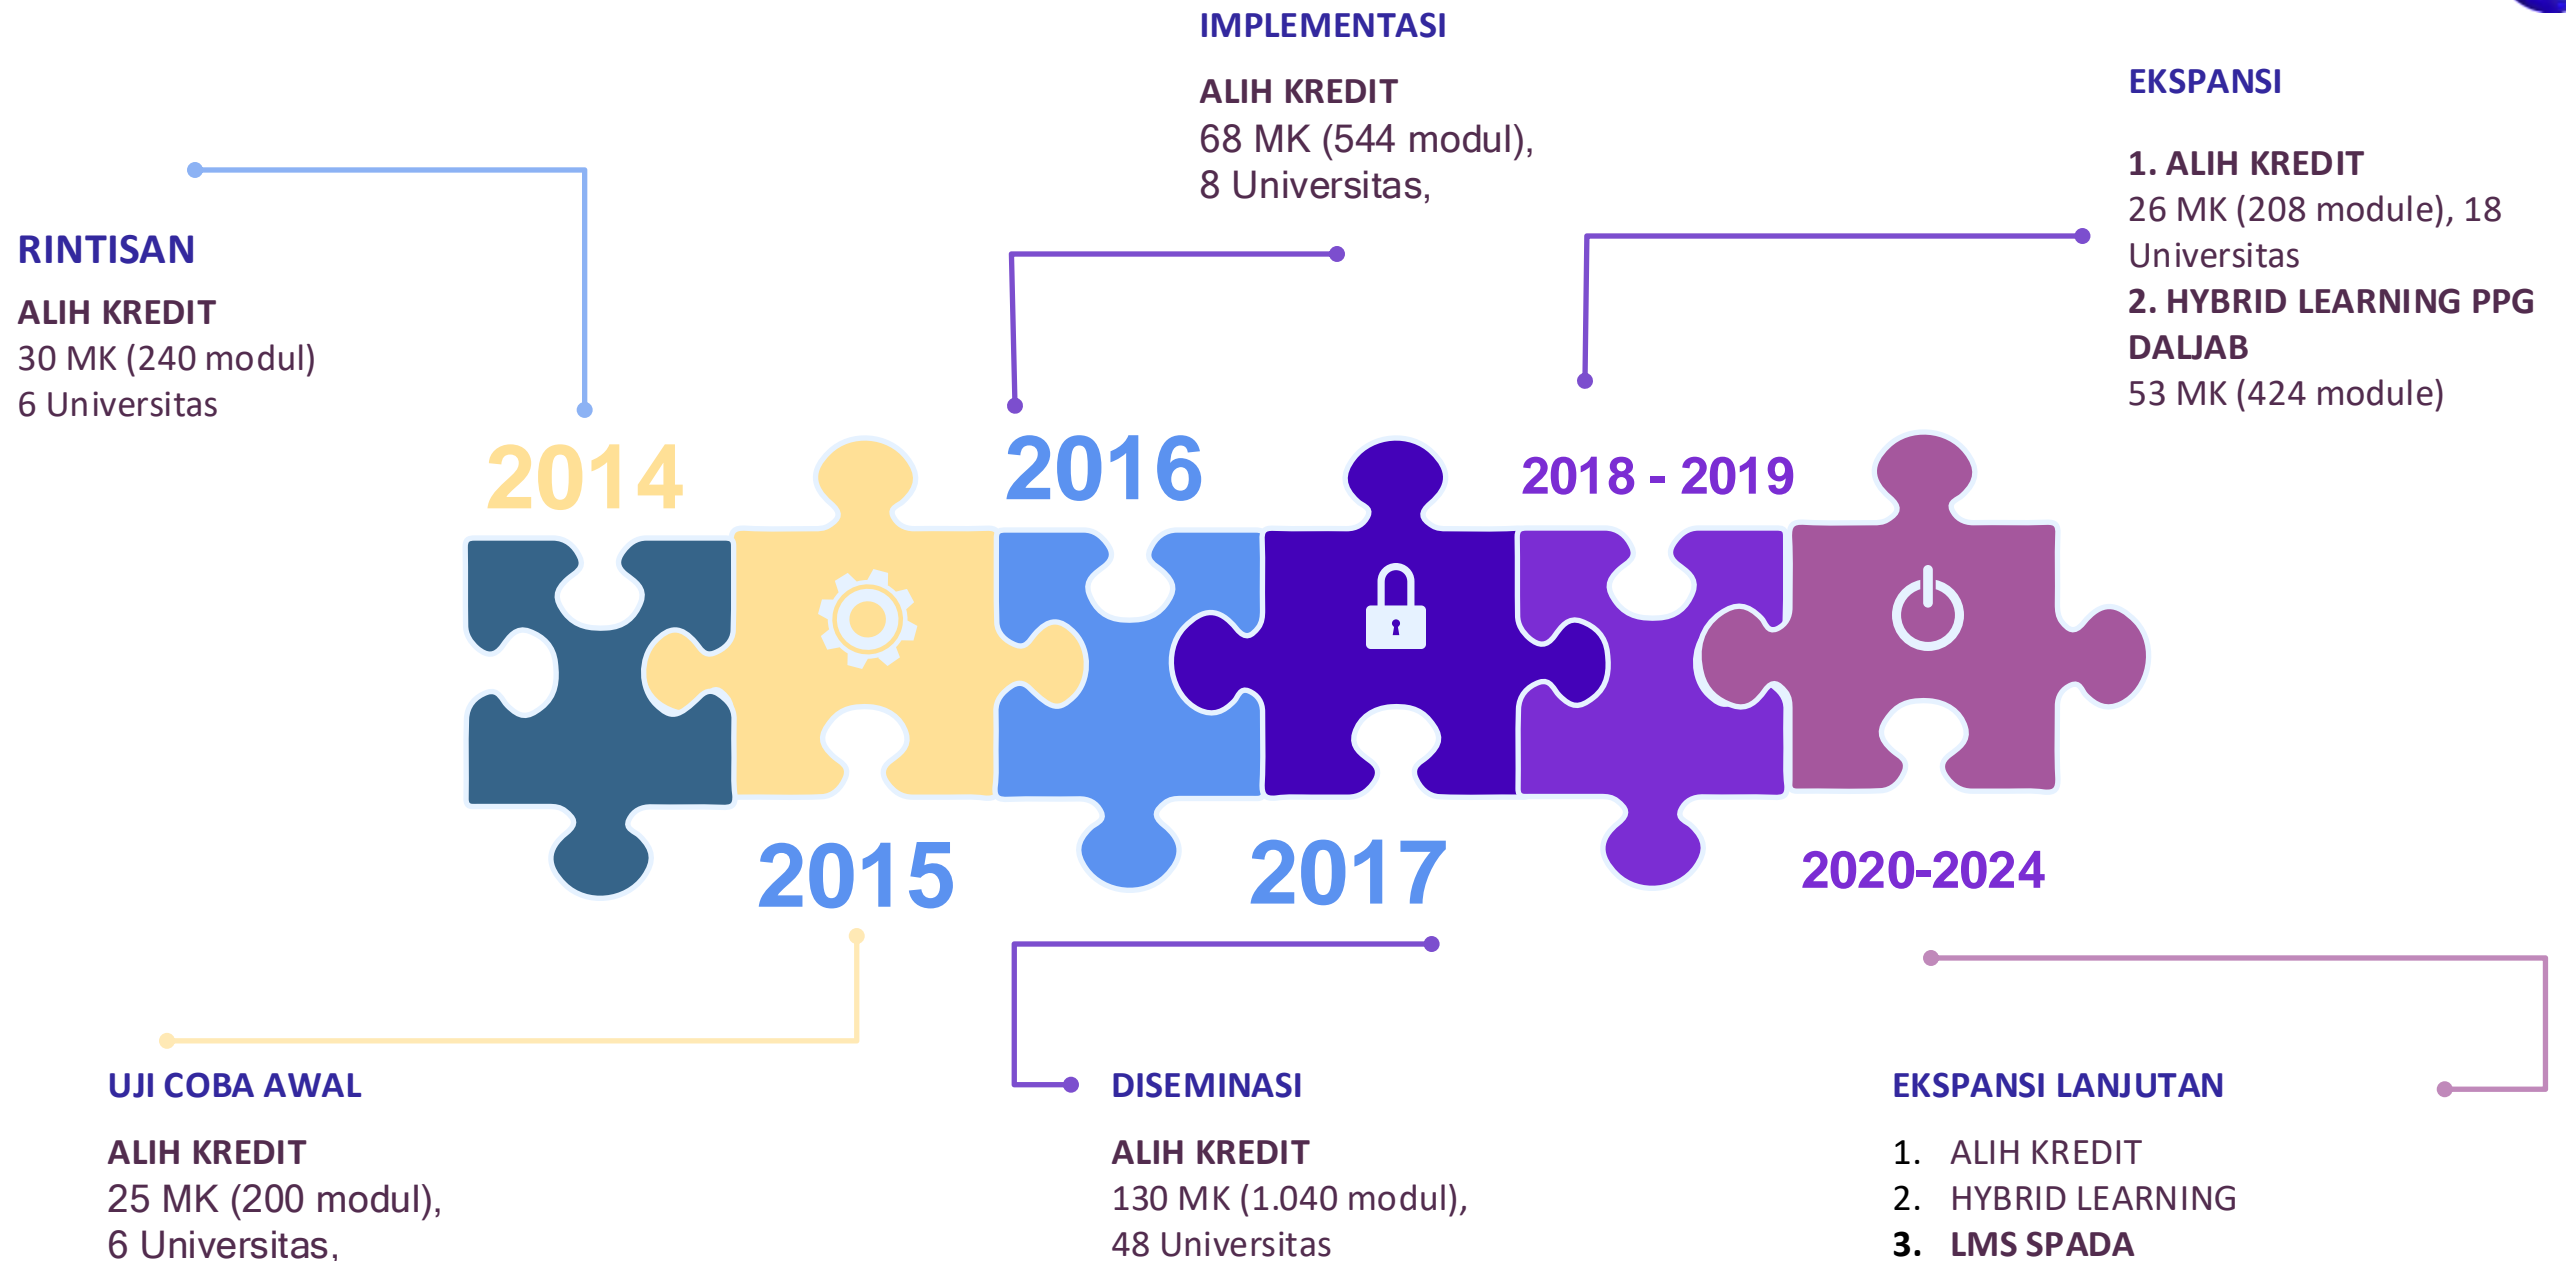 RINTISAN
ALIH KREDIT
30 MK (240 modul)
6 Universitas
2014
UJI COBA AWAL
ALIH KREDIT
25 MK (200 modul),
6 Universitas,
2015
IMPLEMENTASI
ALIH KREDIT
68 MK (544 modul),
8 Universitas,
2016
DISEMINASI
ALIH KREDIT
130 MK (1.040 modul),
48 Universitas
2017
EKSPANSI
1. ALIH KREDIT
26 MK (208 module), 18
Universitas
2. HYBRID LEARNING PPG
DALJAB
53 MK (424 module)
2018 - 2019
2020-2024
EKSPANSI LANJUTAN
1. ALIH KREDIT
2. HYBRID LEARNING
3. LMS SPADA